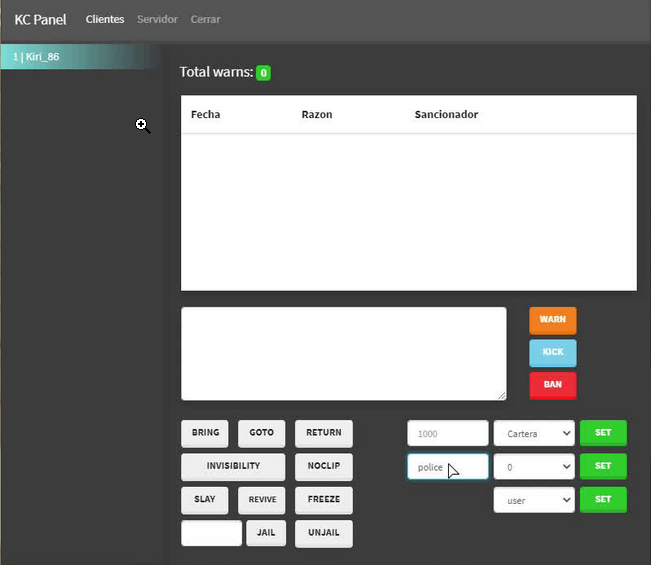 KC Panel Clientes Servidor Cerrar
1 | Kiri_86
Total warns: 0
Fecha Razon Sancionador
WARN
KICK
BAN
BRING GOTO RETURN 1000 Cartera SET
INVISIBILITY NOCLIP police 0 SET
SLAY REVIVE FREEZE user SET
JAIL UNJAIL